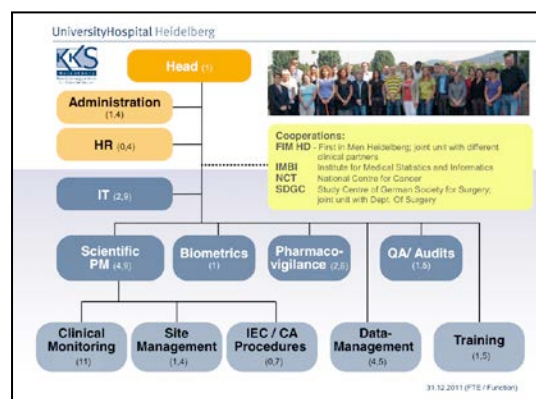 UniversityHospital Heidelberg
KKS
Head (1)
Administration
(1,4)
HR (0,4)
IT (2,9)
Cooperations:
FIM HD - First in Men Heidelberg; joint unit with different
clinical partners
IMBI Institute for Medical Statistics and Informatics
NCT National Centre for Cancer
SDGC Study Centre of German Society for Surgery;
joint unit with Dept. Of Surgery
Scientific
PM (4,9)
Biometrics
(1)
Pharmaco-
vigilance
QA/ Audits
(1,5)
Clinical
Monitoring
(11)
Site
Management
(1,4)
IEC / CA
Procedures
(0,7)
Data-
Management
(4,5)
Training
(1,5)
31.12.2011 (FTE / Function)